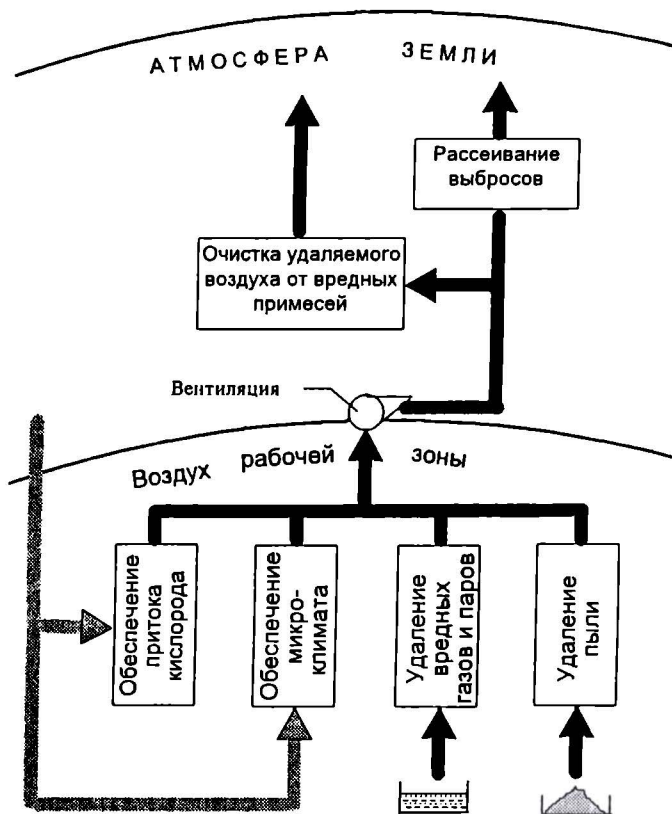 АТМОСФЕРА ЗЕМЛИ
Рассеивание
выбросов
Очистка удаляемого
воздуха от вредных
примесей
Вентиляция
Воздух рабочей зоны
Обеспечение
притока
кислорода
Обеспечение
микро-
климата
Удаление
вредных
газов и паров
Удаление
пыли